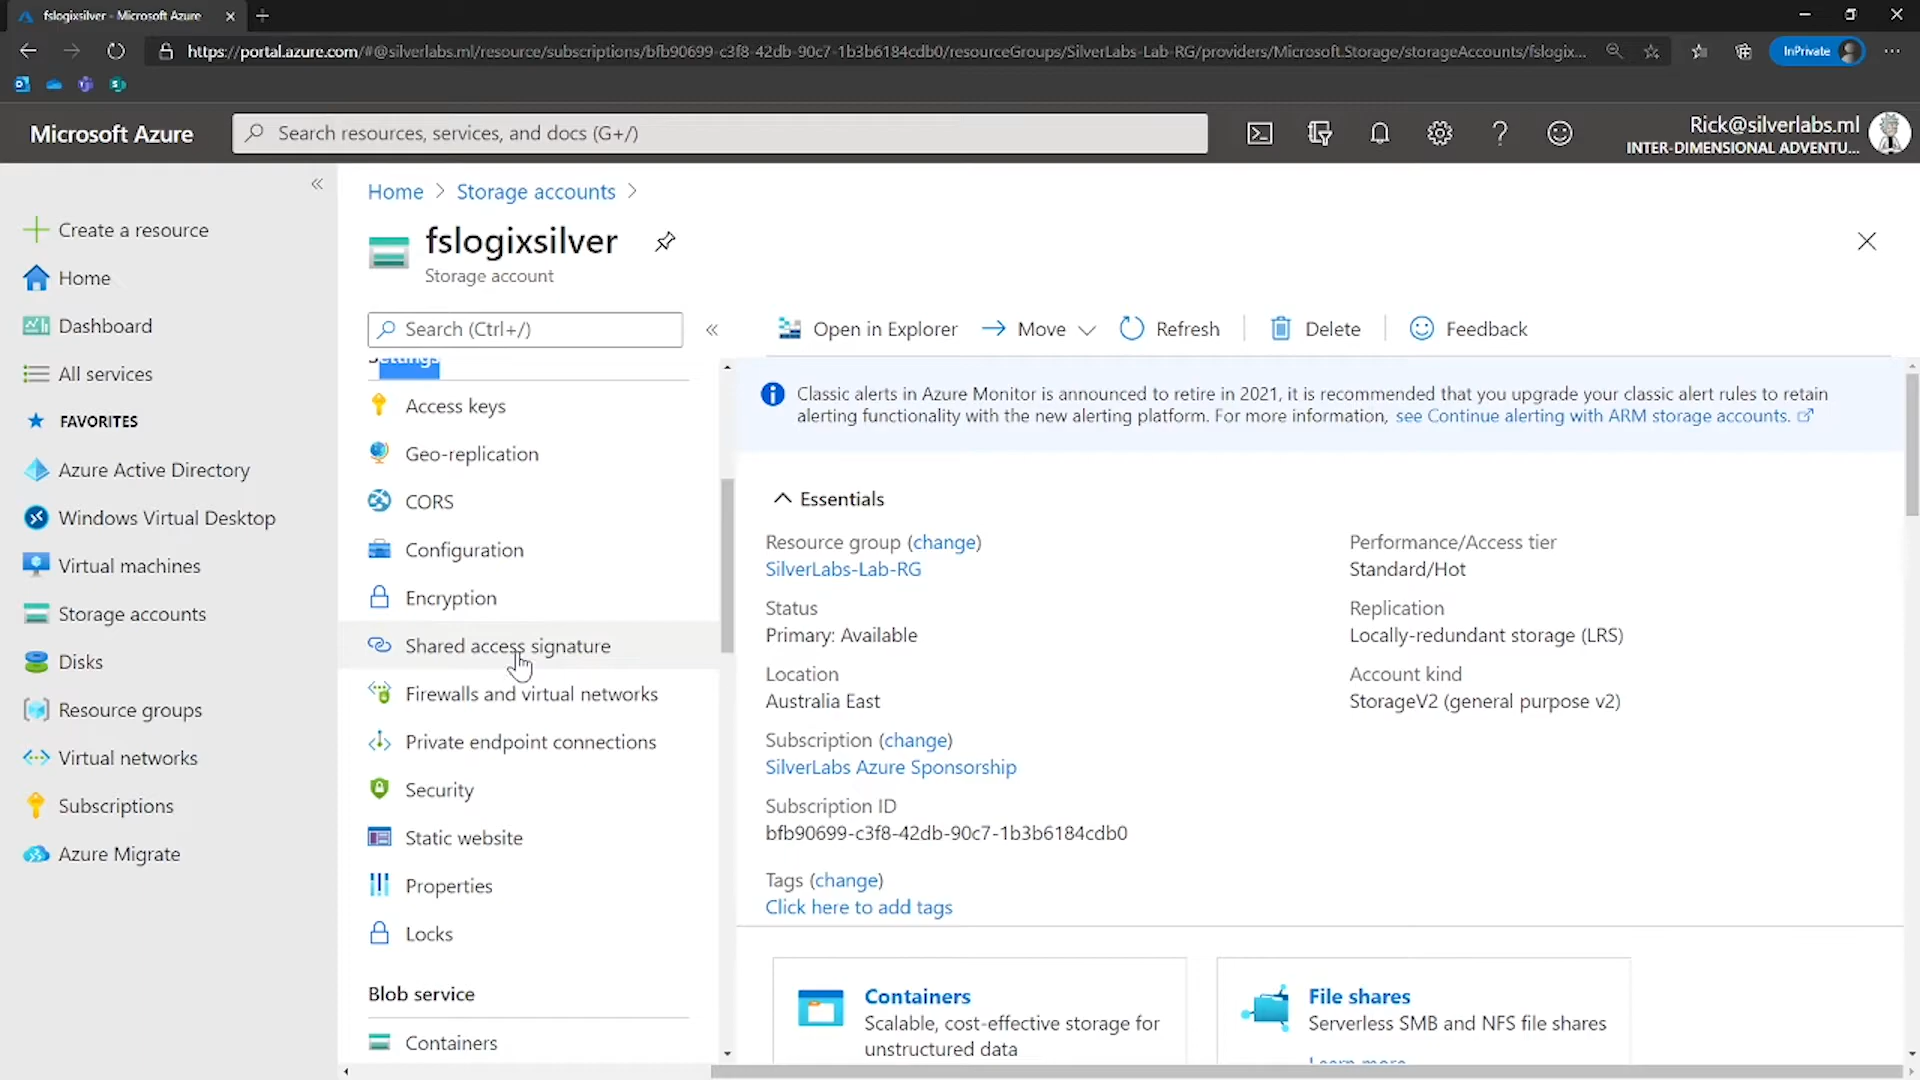 fslogixsilver - Microsoft Azure
https://portal.azure.com/#@silverlabs.ml/resource/subscriptions/bfb90699-c3f8-42db-90c7-1b3b6184cdb0/resourceGroups/SilverLabs-Lab-RG/providers/Microsoft.Storage/storageAccounts/fslogix...
InPrivate
Microsoft Azure
Search resources, services, and docs (G+/)
Rick@silverlabs.ml
INTER-DIMENSIONAL ADVENTU...
Create a resource
Home
Dashboard
All services
FAVORITES
Azure Active Directory
Windows Virtual Desktop
Virtual machines
Storage accounts
Disks
Resource groups
Virtual networks
Subscriptions
Azure Migrate
Home > Storage accounts >
fslogixsilver
Storage account
Search (Ctrl+/)
Settings
Access keys
Geo-replication
CORS
Configuration
Encryption
Shared access signature
Firewalls and virtual networks
Private endpoint connections
Security
Static website
Properties
Locks
Blob service
Containers
Open in Explorer
Move
Refresh
Delete
Feedback
Classic alerts in Azure Monitor is announced to retire in 2021, it is recommended that you upgrade your classic alert rules to retain
alerting functionality with the new alerting platform. For more information, see Continue alerting with ARM storage accounts.
Essentials
Resource group (change)
SilverLabs-Lab-RG
Status
Primary: Available
Location
Australia East
Subscription (change)
SilverLabs Azure Sponsorship
Subscription ID
bfb90699-c3f8-42db-90c7-1b3b6184cdb0
Tags (change)
Click here to add tags
Performance/Access tier
Standard/Hot
Replication
Locally-redundant storage (LRS)
Account kind
StorageV2 (general purpose v2)
Containers
Scalable, cost-effective storage for
unstructured data
File shares
Serverless SMB and NFS file shares
Learn more